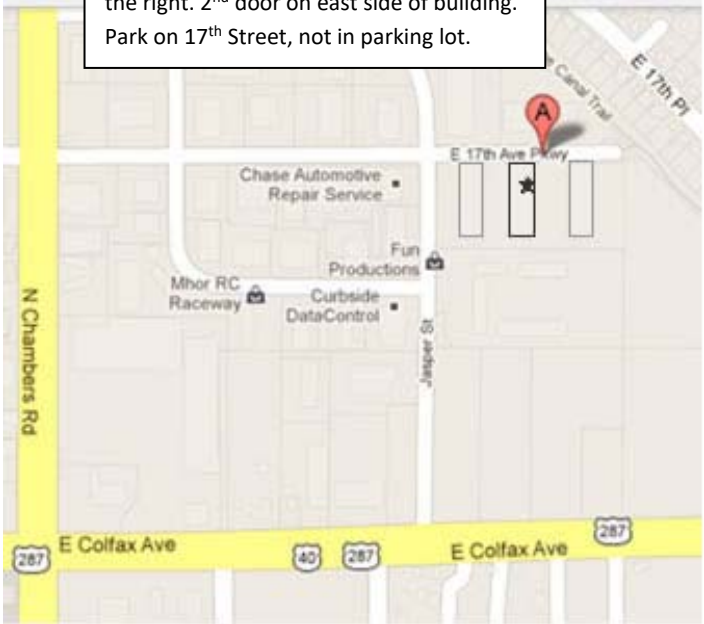 the right. 2nd door on east side of building.
Park on 17th Street, not in parking lot.
E 17th Pl
Canal Trail
A
E 17th Ave Pkwy
Chase Automotive
Repair Service
Fun
Productions
Mhor RC
Raceway
Curbside
DataControl
N Chambers Rd
Jasper St
E Colfax Ave
287
40
287
E Colfax Ave
287